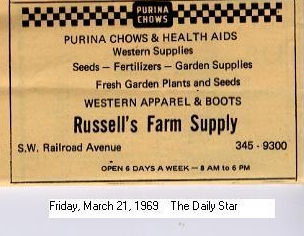 PURINA
CHOWS
PURINA CHOWS & HEALTH AIDS
Western Supplies
Seeds – Fertilizers – Garden Supplies
Fresh Garden Plants and Seeds
WESTERN APPAREL & BOOTS
Russell's Farm Supply
S.W. Railroad Avenue 345 - 9300
OPEN 6 DAYS A WEEK – 8 AM to 6 PM
Friday, March 21, 1969 The Daily Star